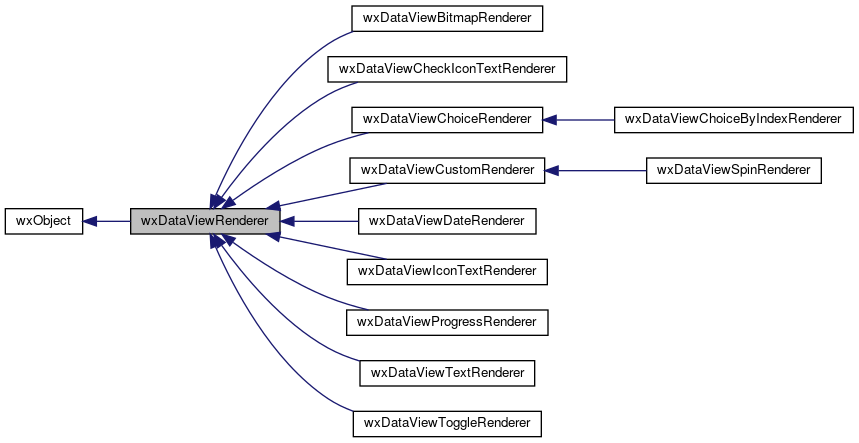 wxDataViewBitmapRenderer
wxDataViewCheckIconTextRenderer
wxDataViewChoiceRenderer
wxDataViewChoiceByIndexRenderer
wxDataViewCustomRenderer
wxDataViewSpinRenderer
wxObject
wxDataViewRenderer
wxDataViewDateRenderer
wxDataViewIconTextRenderer
wxDataViewProgressRenderer
wxDataViewTextRenderer
wxDataViewToggleRenderer